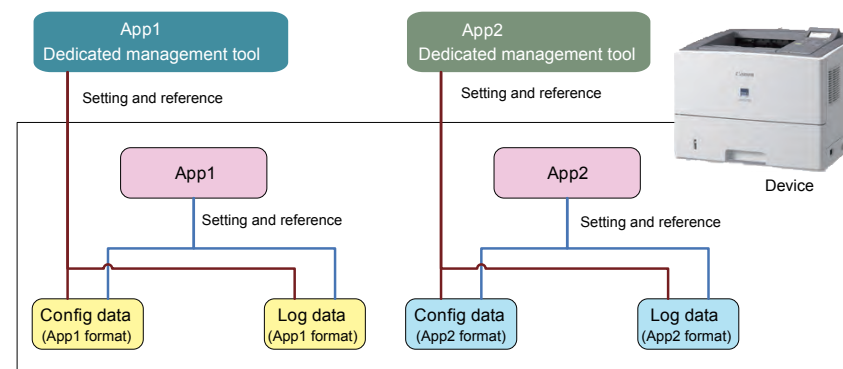 App1
Dedicated management tool
App2
Dedicated management tool
Canon
Setting and reference
Setting and reference
App1
App2
Device
Setting and reference
Setting and reference
Config data
(App1 format)
Log data
(App1 format)
Config data
(App2 format)
Log data
(App2 format)